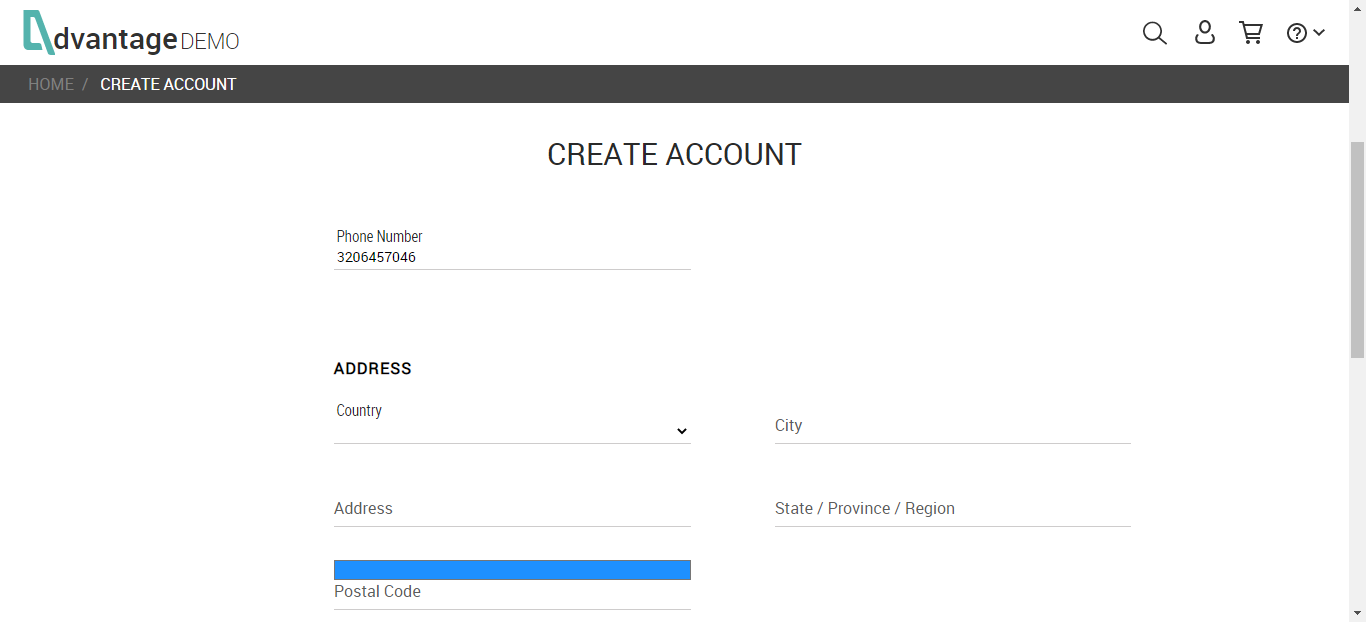 dvantage DEMO
HOME / CREATE ACCOUNT
CREATE ACCOUNT
Phone Number
3206457046
ADDRESS
Country
City
Address
State / Province / Region
Postal Code